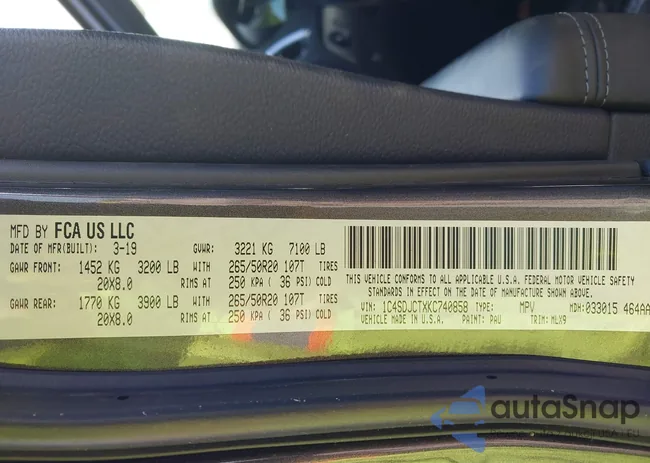 MFD BY FCA US LLC
DATE OF MFR(BUILT): 3-19 GVWR: 3221 KG 7100 LB
GAWR FRONT: 1452 KG 3200 LB WITH 265/50R20 107T TIRES
20X8.0 RIMS AT 250 KPA ( 36 PSI) COLD
GAWR REAR: 1770 KG 3900 LB WITH 265/50R20 107T TIRES
20X8.0 RIMS AT 250 KPA ( 36 PSI) COLD
THIS VEHICLE CONFORMS TO ALL APPLICABLE U.S.A. FEDERAL MOTOR VEHICLE SAFETY
STANDARDS IN EFFECT ON THE DATE OF MANUFACTURE SHOWN ABOVE.
VIN: 1C4SDJCTXKC740858 TYPE: MPV MDH:033015 464AA
MADE IN U.S.A. PAINT: PAU TRIM: MLX9
autoSnap